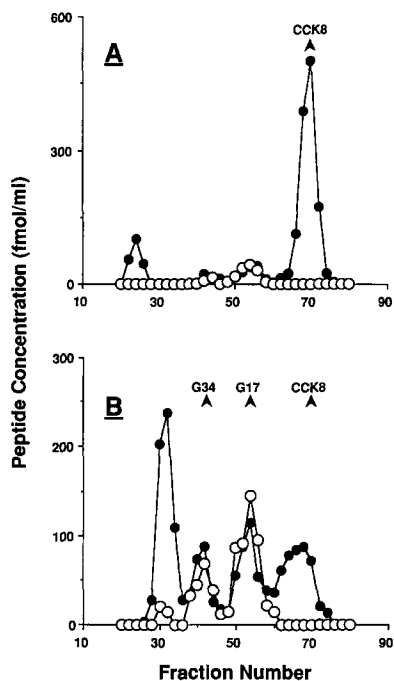 600
A
CCK8
300
0
10 30 50 70 90
300
B
G34 G17 CCK8
200
100
0
10 30 50 70 90
Peptide Concentration (fmol/ml)
Fraction Number